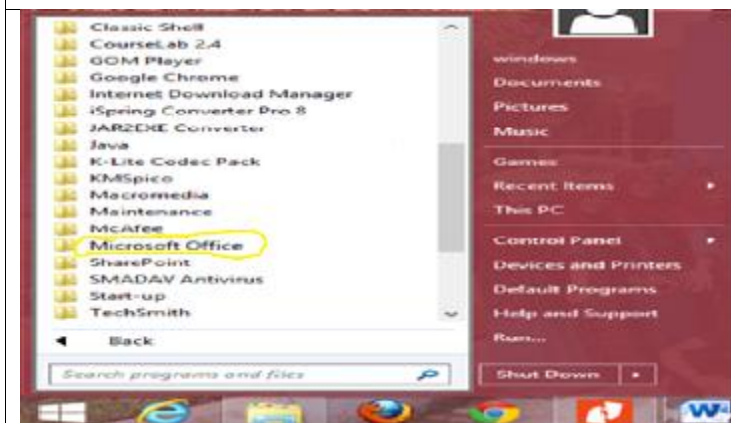 Classic Shell
CourseLab 2.4
GOM Player
Google Chrome
Internet Download Manager
iSpring Converter Pro 8
JAR2EXE Converter
Java
K-Lite Codec Pack
KMSpico
Macromedia
Maintenance
McAfee
Microsoft Office
SharePoint
SMADAV Antivirus
Start-up
TechSmith
Back
Search programs and files
windows
Documents
Pictures
Music
Games
Recent Items
This PC
Control Panel
Devices and Printers
Default Programs
Help and Support
Run...
Shut Down
W